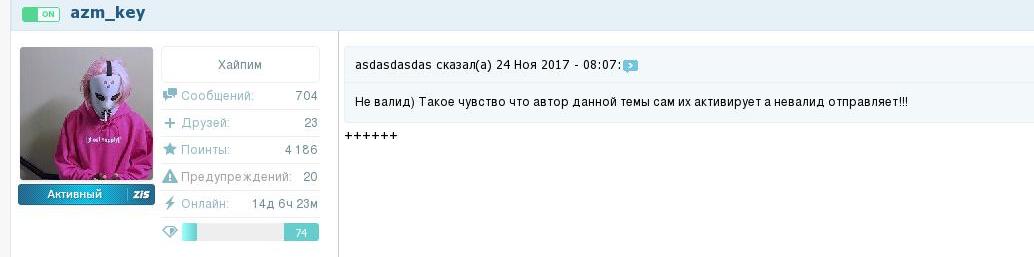 ON azm_key
Хайпим
Сообщений: 704
Друзей: 23
Поинты: 4 186
Предупреждений: 20
Онлайн: 14д 6ч 23м
74
Активный ZIS
asdasdasdas сказал(а) 24 Ноя 2017 - 08:07:
Не валид) Такое чувство что автор данной темы сам их активирует а невалид отправляет!!!
++++++